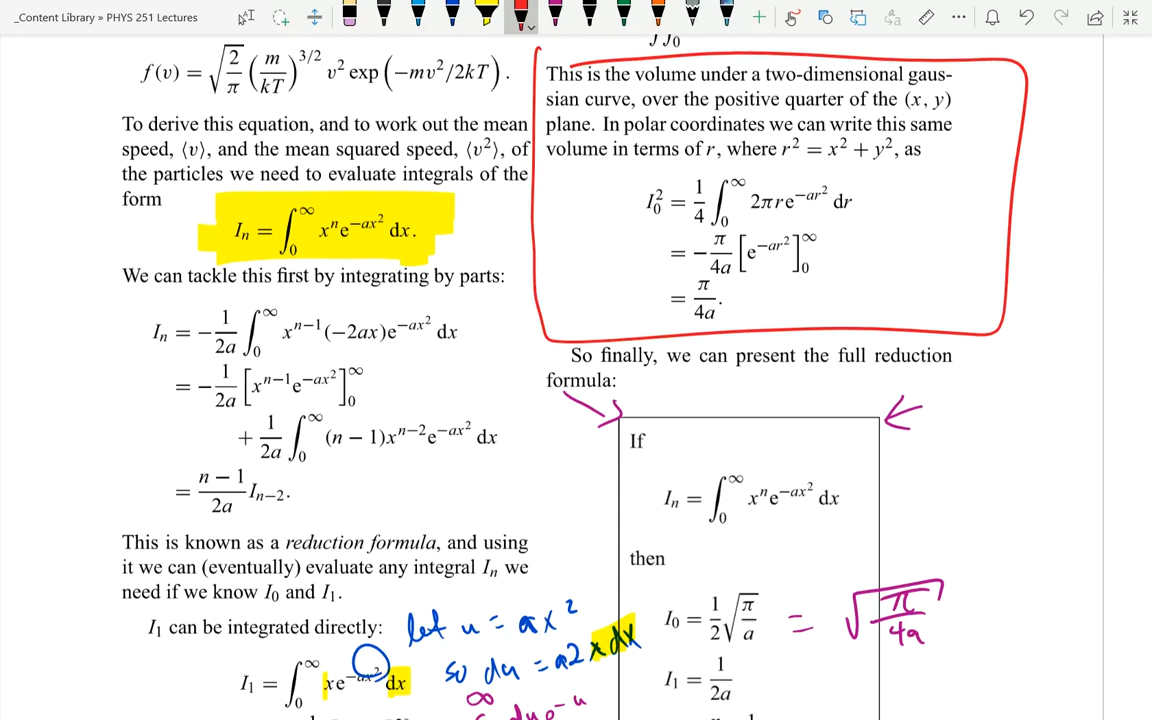 _Content Library » PHYS 251 Lectures
f(v) = √(2/π) (m/kT)^{3/2} v² exp(−mv²/2kT).
To derive this equation, and to work out the mean
speed, ⟨v⟩, and the mean squared speed, ⟨v²⟩, of
the particles we need to evaluate integrals of the
form
I_n = ∫_0^∞ x^n e^{−ax²} dx.
We can tackle this first by integrating by parts:
I_n = −1/2a ∫_0^∞ x^{n−1}(−2ax)e^{−ax²} dx
= −1/2a [x^{n−1}e^{−ax²}]_0^∞
+ 1/2a ∫_0^∞ (n − 1)x^{n−2}e^{−ax²} dx
= (n − 1)/2a I_{n−2}.
This is known as a reduction formula, and using
it we can (eventually) evaluate any integral I_n we
need if we know I_0 and I_1.
I_1 can be integrated directly:
let u = ax²
so du = a2xdx
I_1 = ∫_0^∞ xe^{−ax²} dx
∞
du e^{−u}
This is the volume under a two-dimensional gaus-
sian curve, over the positive quarter of the (x, y)
plane. In polar coordinates we can write this same
volume in terms of r, where r² = x² + y², as
I_0² = 1/4 ∫_0^∞ 2πre^{−ar²} dr
= −π/4a [e^{−ar²}]_0^∞
= π/4a.
So finally, we can present the full reduction
formula:
If
I_n = ∫_0^∞ x^n e^{−ax²} dx
then
I_0 = 1/2 √(π/a) = √(π/4a)
I_1 = 1/2a